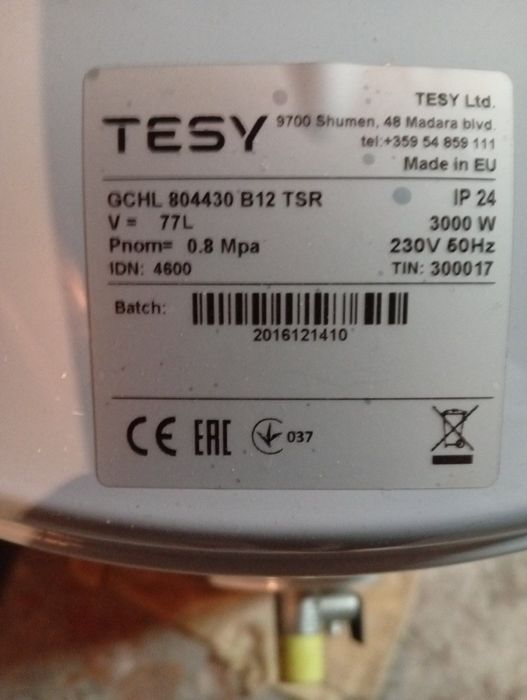 TESY Ltd.
TESY
9700 Shumen, 48 Madara blvd.
tel:+359 54 859 111
Made in EU
GCHL 804430 B12 TSR IP 24
V = 77L 3000 W
Pnom= 0.8 Mpa 230V 50Hz
IDN: 4600 TIN: 300017
Batch:
2016121410
CE EAC 037